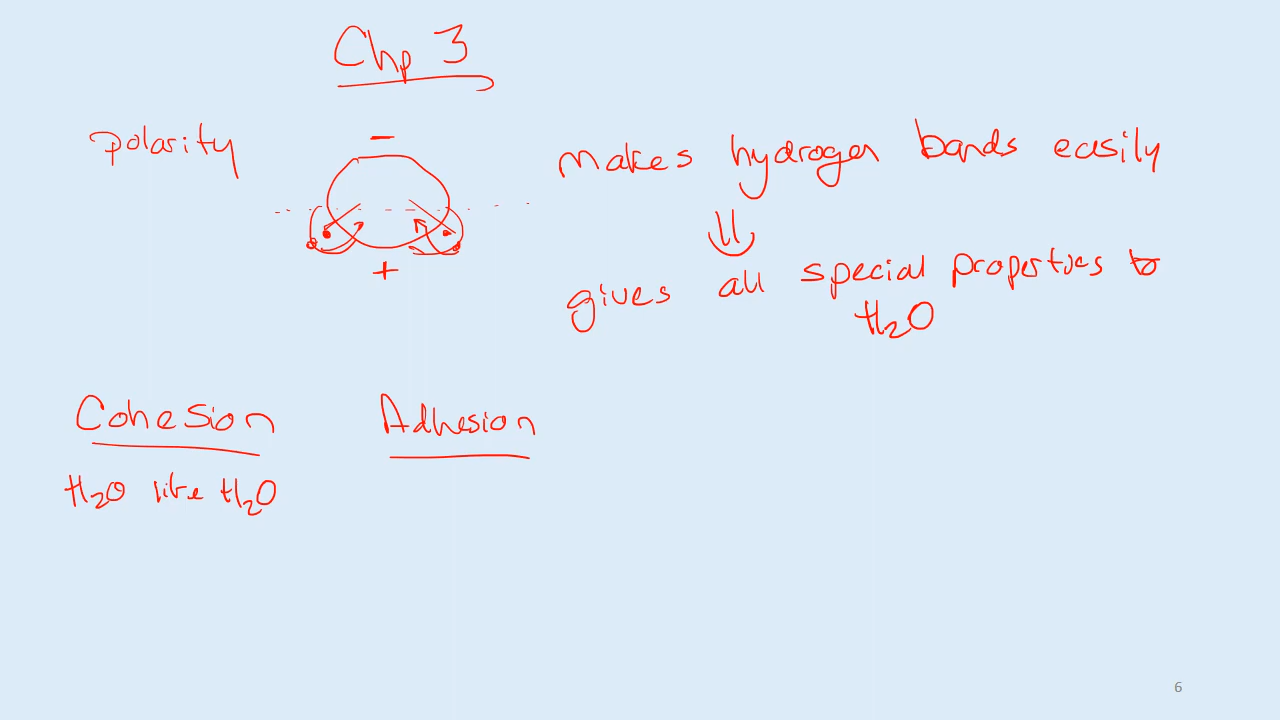 Chp 3
polarity
−
+
makes hydrogen bonds easily
gives all special properties to
H₂O
Cohesion
H₂O like H₂O
Adhesion
6